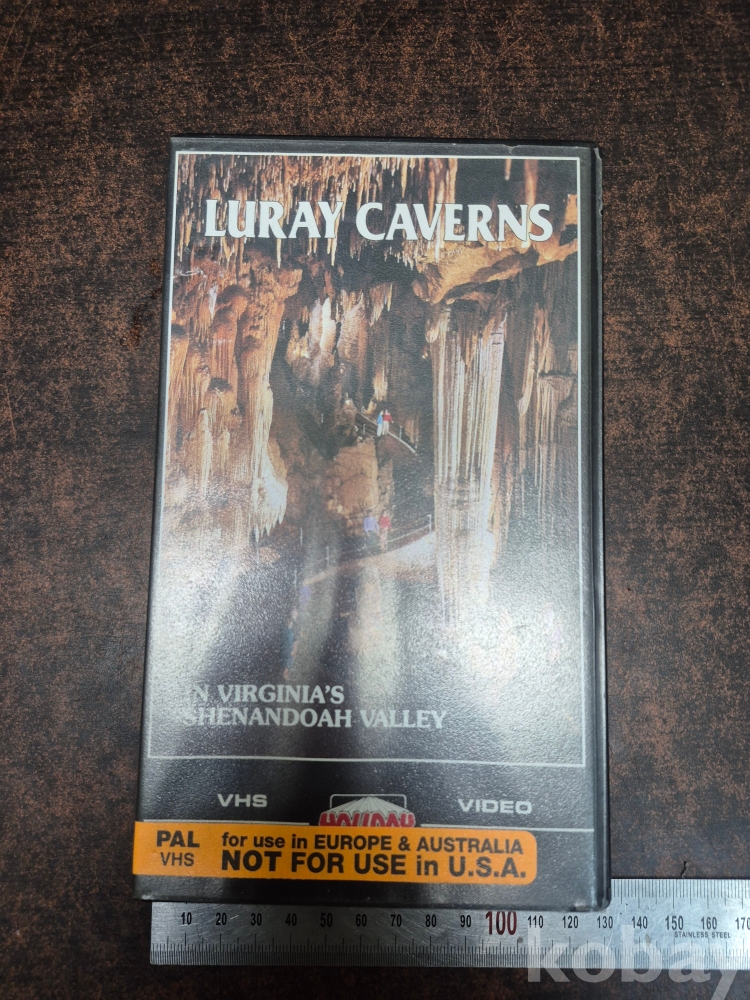 LURAY CAVERNS
IN VIRGINIA'S
SHENANDOAH VALLEY
VHS
VIDEO
HOLIDAY
PAL
VHS
for use in EUROPE & AUSTRALIA
NOT FOR USE in U.S.A.
10 20 30 40 50 60 70 80 90 100 110 120 130 140 150 160 170
STAINLESS STEEL
kobay